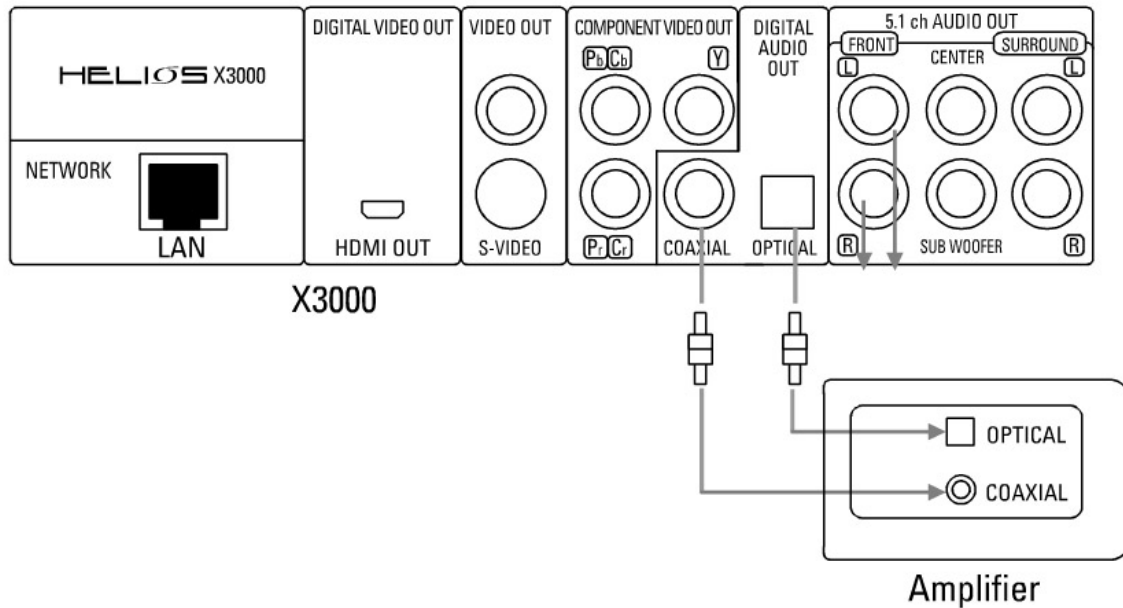 HELIOS X3000
NETWORK
LAN
DIGITAL VIDEO OUT
HDMI OUT
VIDEO OUT
S-VIDEO
COMPONENT VIDEO OUT
Pb Cb
Y
Pr Cr
COAXIAL
DIGITAL
AUDIO
OUT
OPTICAL
5.1 ch AUDIO OUT
FRONT
CENTER
SURROUND
L
L
R
SUB WOOFER
R
X3000
OPTICAL
COAXIAL
Amplifier